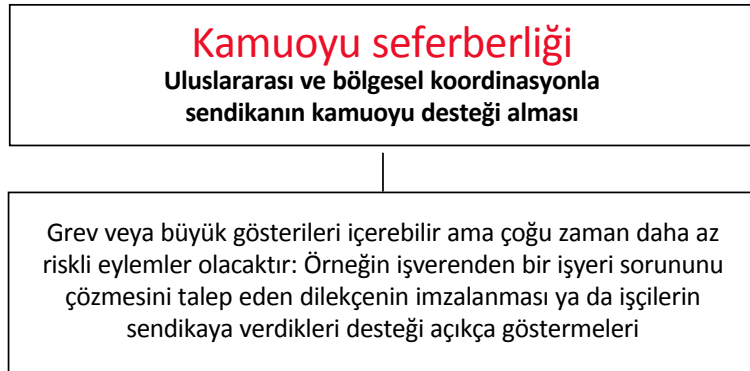 Kamuoyu seferberliği
Uluslararası ve bölgesel koordinasyonla
sendikanın kamuoyu desteği alması
Grev veya büyük gösterileri içerebilir ama çoğu zaman daha az
riskli eylemler olacaktır: Örneğin işverenden bir işyeri sorununu
çözmesini talep eden dilekçenin imzalanması ya da işçilerin
sendikaya verdikleri desteği açıkça göstermeleri